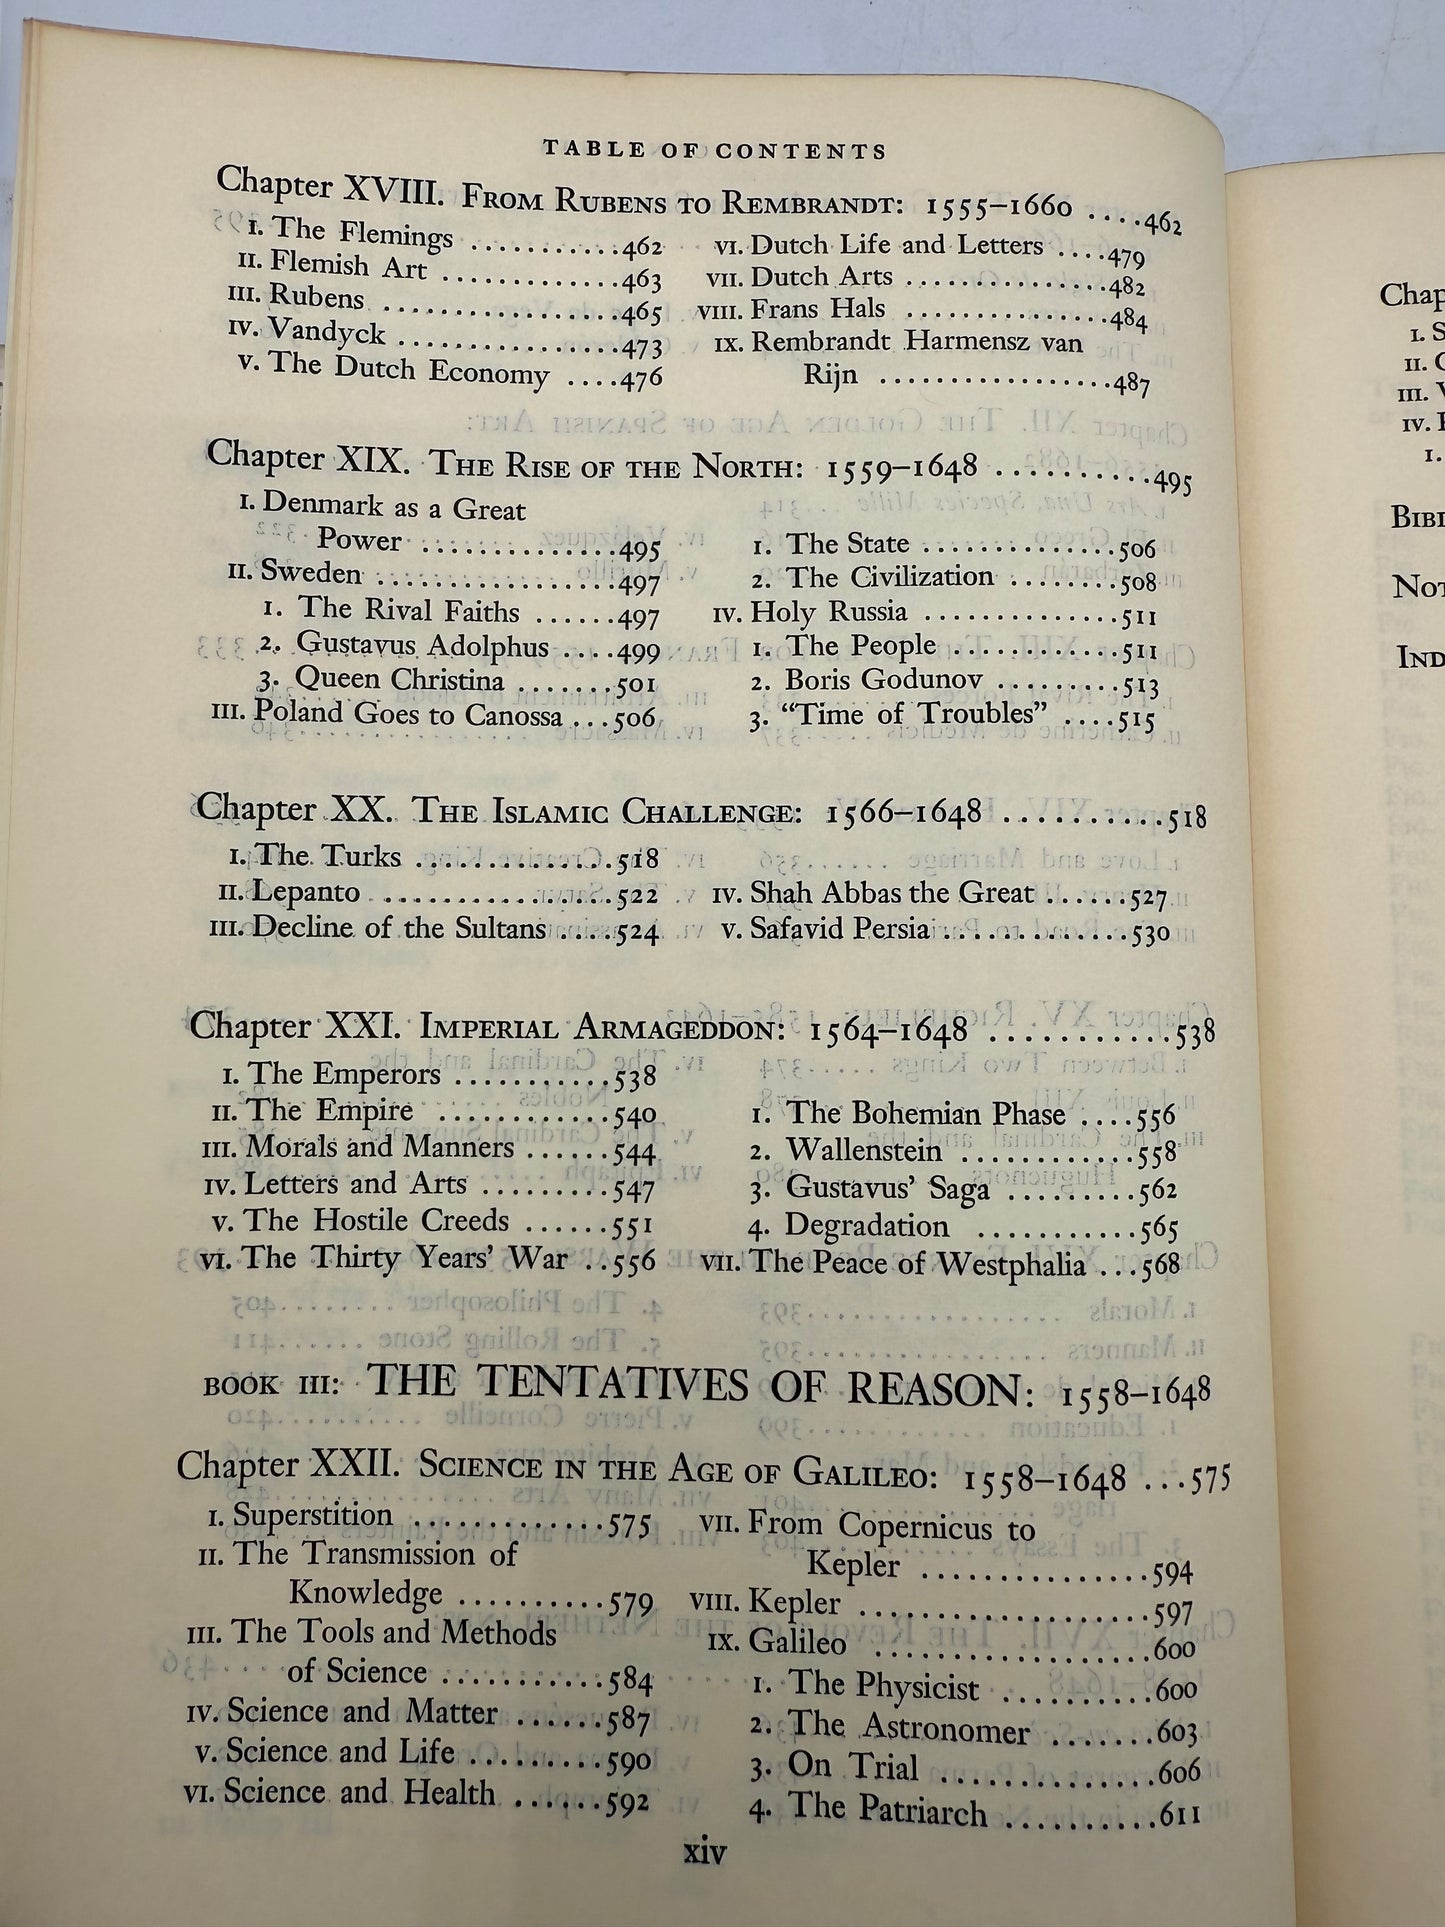 TABLE OF CONTENTS
Chapter XVIII. FROM RUBENS TO REMBRANDT: 1555–1660 ....462
I. The Flemings ...........462
II. Flemish Art .............463
III. Rubens .................465
IV. Vandyck ................473
V. The Dutch Economy ....476
VI. Dutch Life and Letters ....479
VII. Dutch Arts ...............482
VIII. Frans Hals ...............484
IX. Rembrandt Harmensz van
Rijn .................487
Chapter XIX. THE RISE OF THE NORTH: 1559–1648 ..........495
I. Denmark as a Great
Power ..............495
II. Sweden .................497
1. The Rival Faiths ......497
2. Gustavus Adolphus ....499
3. Queen Christina .......501
III. Poland Goes to Canossa ...506
1. The State ..............506
2. The Civilization ........508
IV. Holy Russia ..............511
1. The People ...........511
2. Boris Godunov .........513
3. “Time of Troubles” ....515
Chapter XX. THE ISLAMIC CHALLENGE: 1566–1648 ..........518
I. The Turks .............518
II. Lepanto .................522
III. Decline of the Sultans ....524
IV. Shah Abbas the Great ......527
V. Safavid Persia .............530
Chapter XXI. IMPERIAL ARMAGEDDON: 1564–1648 ...........538
I. The Emperors ...........538
II. The Empire ............540
III. Morals and Manners ......544
IV. Letters and Arts .........547
V. The Hostile Creeds ......551
VI. The Thirty Years’ War ..556
1. The Bohemian Phase ....556
2. Wallenstein ............558
3. Gustavus’ Saga .........562
4. Degradation ...........565
VII. The Peace of Westphalia ...568
BOOK III: THE TENTATIVES OF REASON: 1558–1648
Chapter XXII. SCIENCE IN THE AGE OF GALILEO: 1558–1648 ...575
I. Superstition .............575
II. The Transmission of
Knowledge ..........579
III. The Tools and Methods
of Science ...........584
IV. Science and Matter ......587
V. Science and Life .........590
VI. Science and Health ......592
VII. From Copernicus to
Kepler ...............594
VIII. Kepler ...................597
IX. Galileo ..................600
1. The Physicist ..........600
2. The Astronomer .......603
3. On Trial ..............606
4. The Patriarch ..........611
xiv
Chap
I. S
II.
III.
IV.
1.
BIBL
NOT
IND